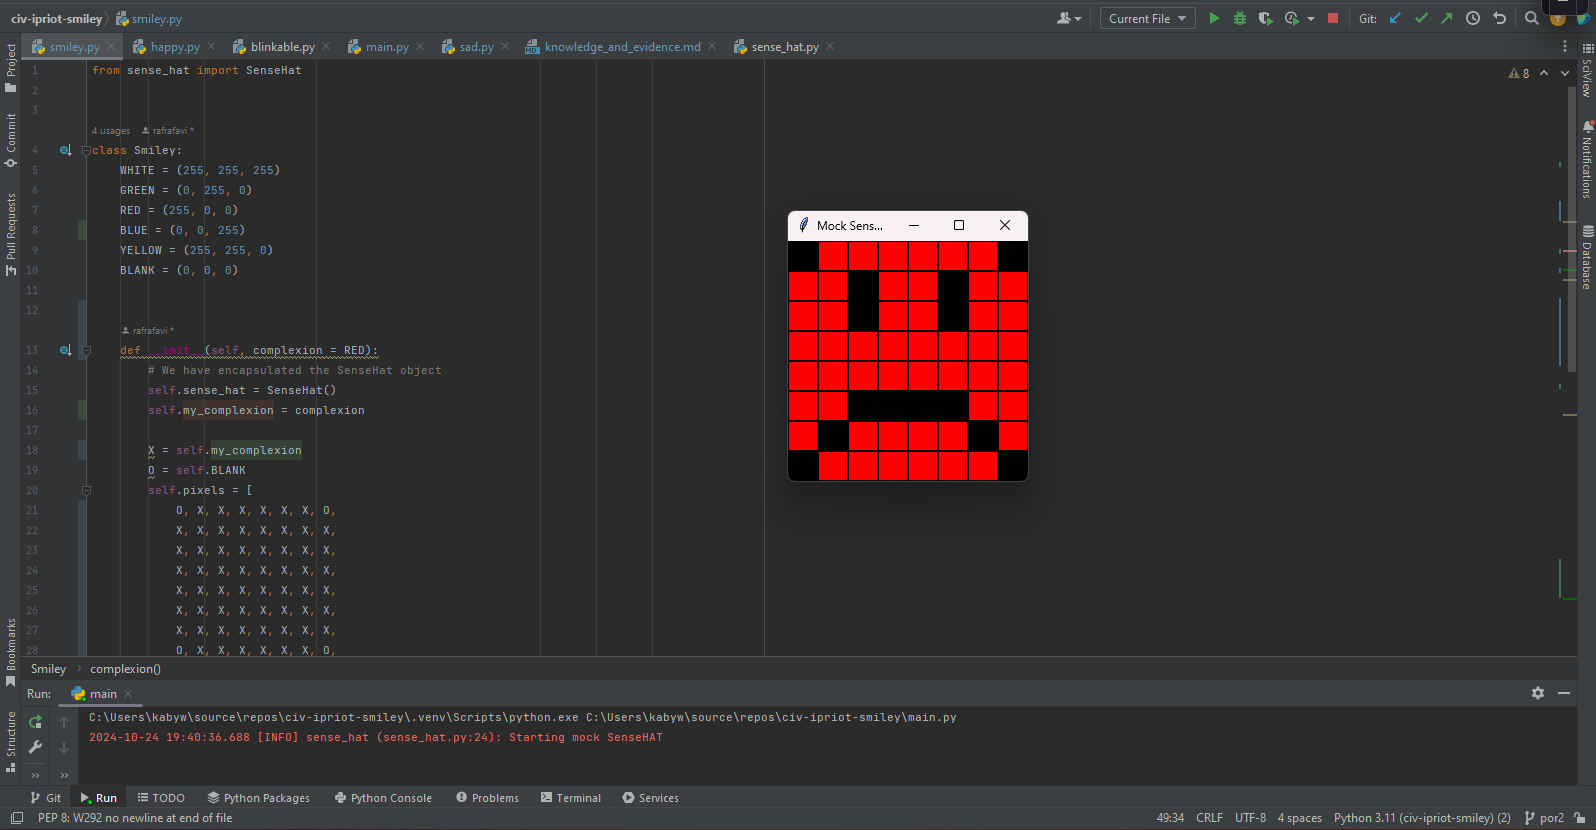 civ-ipriot-smiley
smiley.py
Current File
Git:
smiley.py
happy.py
blinkable.py
main.py
sad.py
knowledge_and_evidence.md
sense_hat.py
Project
Commit
Pull Requests
Bookmarks
Structure
SciView
Notifications
Database
8
1 from sense_hat import SenseHat
2
3
4 usages rafrafavi *
4 class Smiley:
5 WHITE = (255, 255, 255)
6 GREEN = (0, 255, 0)
7 RED = (255, 0, 0)
8 BLUE = (0, 0, 255)
9 YELLOW = (255, 255, 0)
10 BLANK = (0, 0, 0)
11
12
rafrafavi *
13 def __init__(self, complexion = RED):
14 # We have encapsulated the SenseHat object
15 self.sense_hat = SenseHat()
16 self.my_complexion = complexion
17
18 X = self.my_complexion
19 O = self.BLANK
20 self.pixels = [
21 O, X, X, X, X, X, X, O,
22 X, X, X, X, X, X, X, X,
23 X, X, X, X, X, X, X, X,
24 X, X, X, X, X, X, X, X,
25 X, X, X, X, X, X, X, X,
26 X, X, X, X, X, X, X, X,
27 X, X, X, X, X, X, X, X,
28 O, X, X, X, X, X, X, O,
Mock Sens...
Smiley › complexion()
Run: main
C:\Users\kabyw\source\repos\civ-ipriot-smiley\.venv\Scripts\python.exe C:\Users\kabyw\source\repos\civ-ipriot-smiley\main.py
2024-10-24 19:40:36.688 [INFO] sense_hat (sense_hat.py:24): Starting mock SenseHAT
Git Run TODO Python Packages Python Console Problems Terminal Services
PEP 8: W292 no newline at end of file 49:34 CRLF UTF-8 4 spaces Python 3.11 (civ-ipriot-smiley) (2) por2